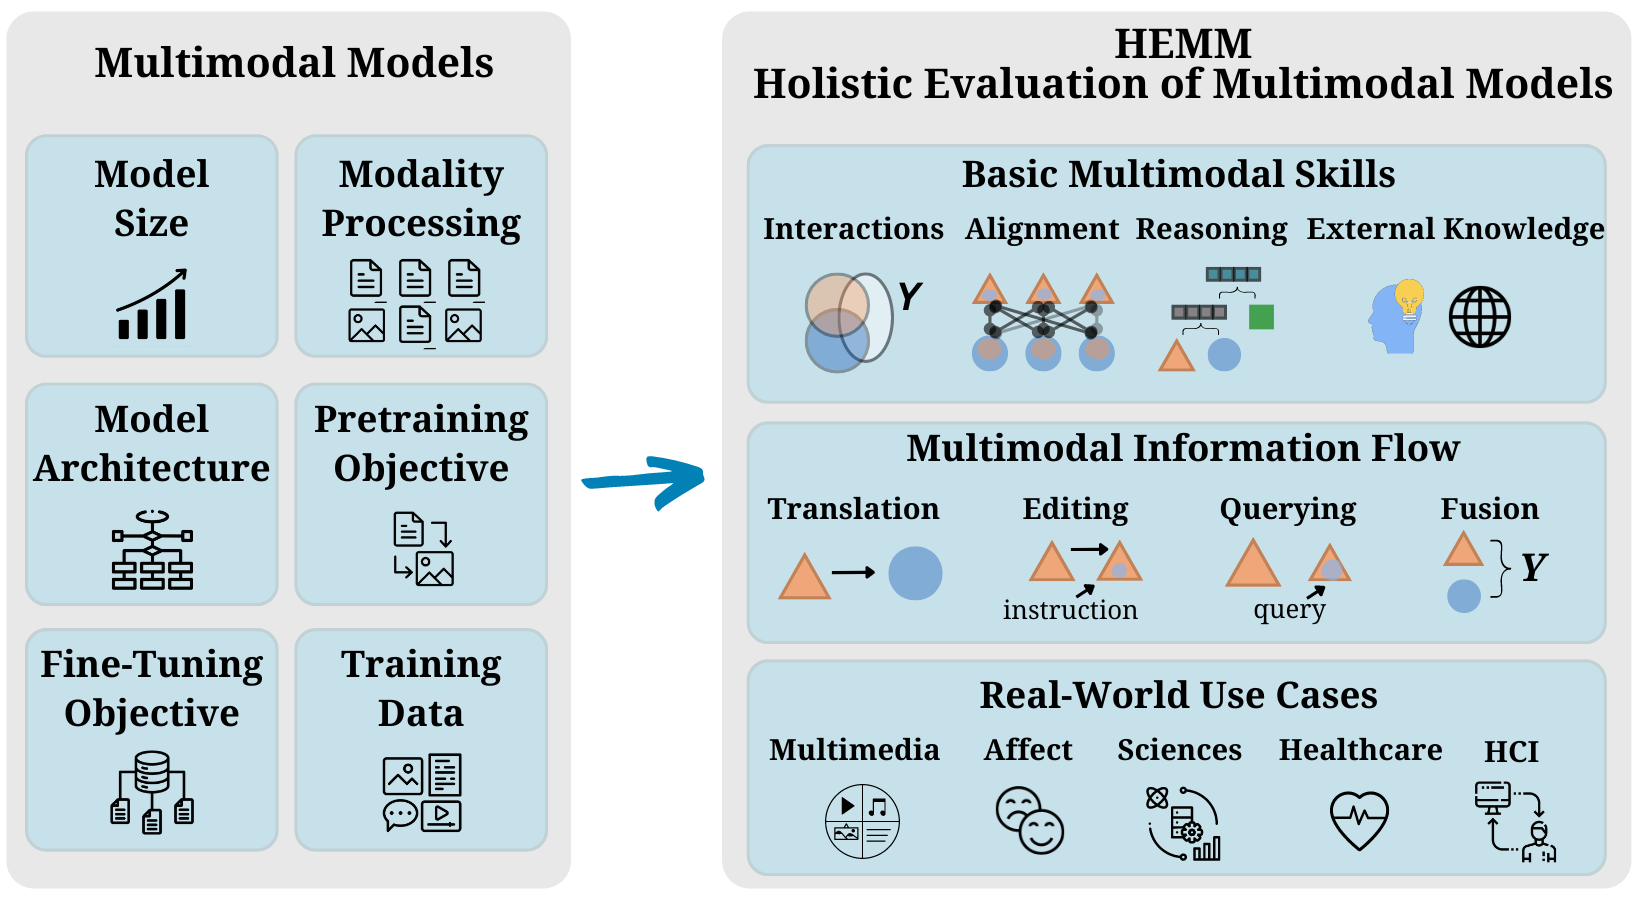 Multimodal Models
Model
Size
Modality
Processing
Model
Architecture
Pretraining
Objective
Fine-Tuning
Objective
Training
Data
HEMM
Holistic Evaluation of Multimodal Models
Basic Multimodal Skills
Interactions Alignment Reasoning External Knowledge
Y
Multimodal Information Flow
Translation Editing Querying Fusion
Y
instruction query
Real-World Use Cases
Multimedia Affect Sciences Healthcare HCI